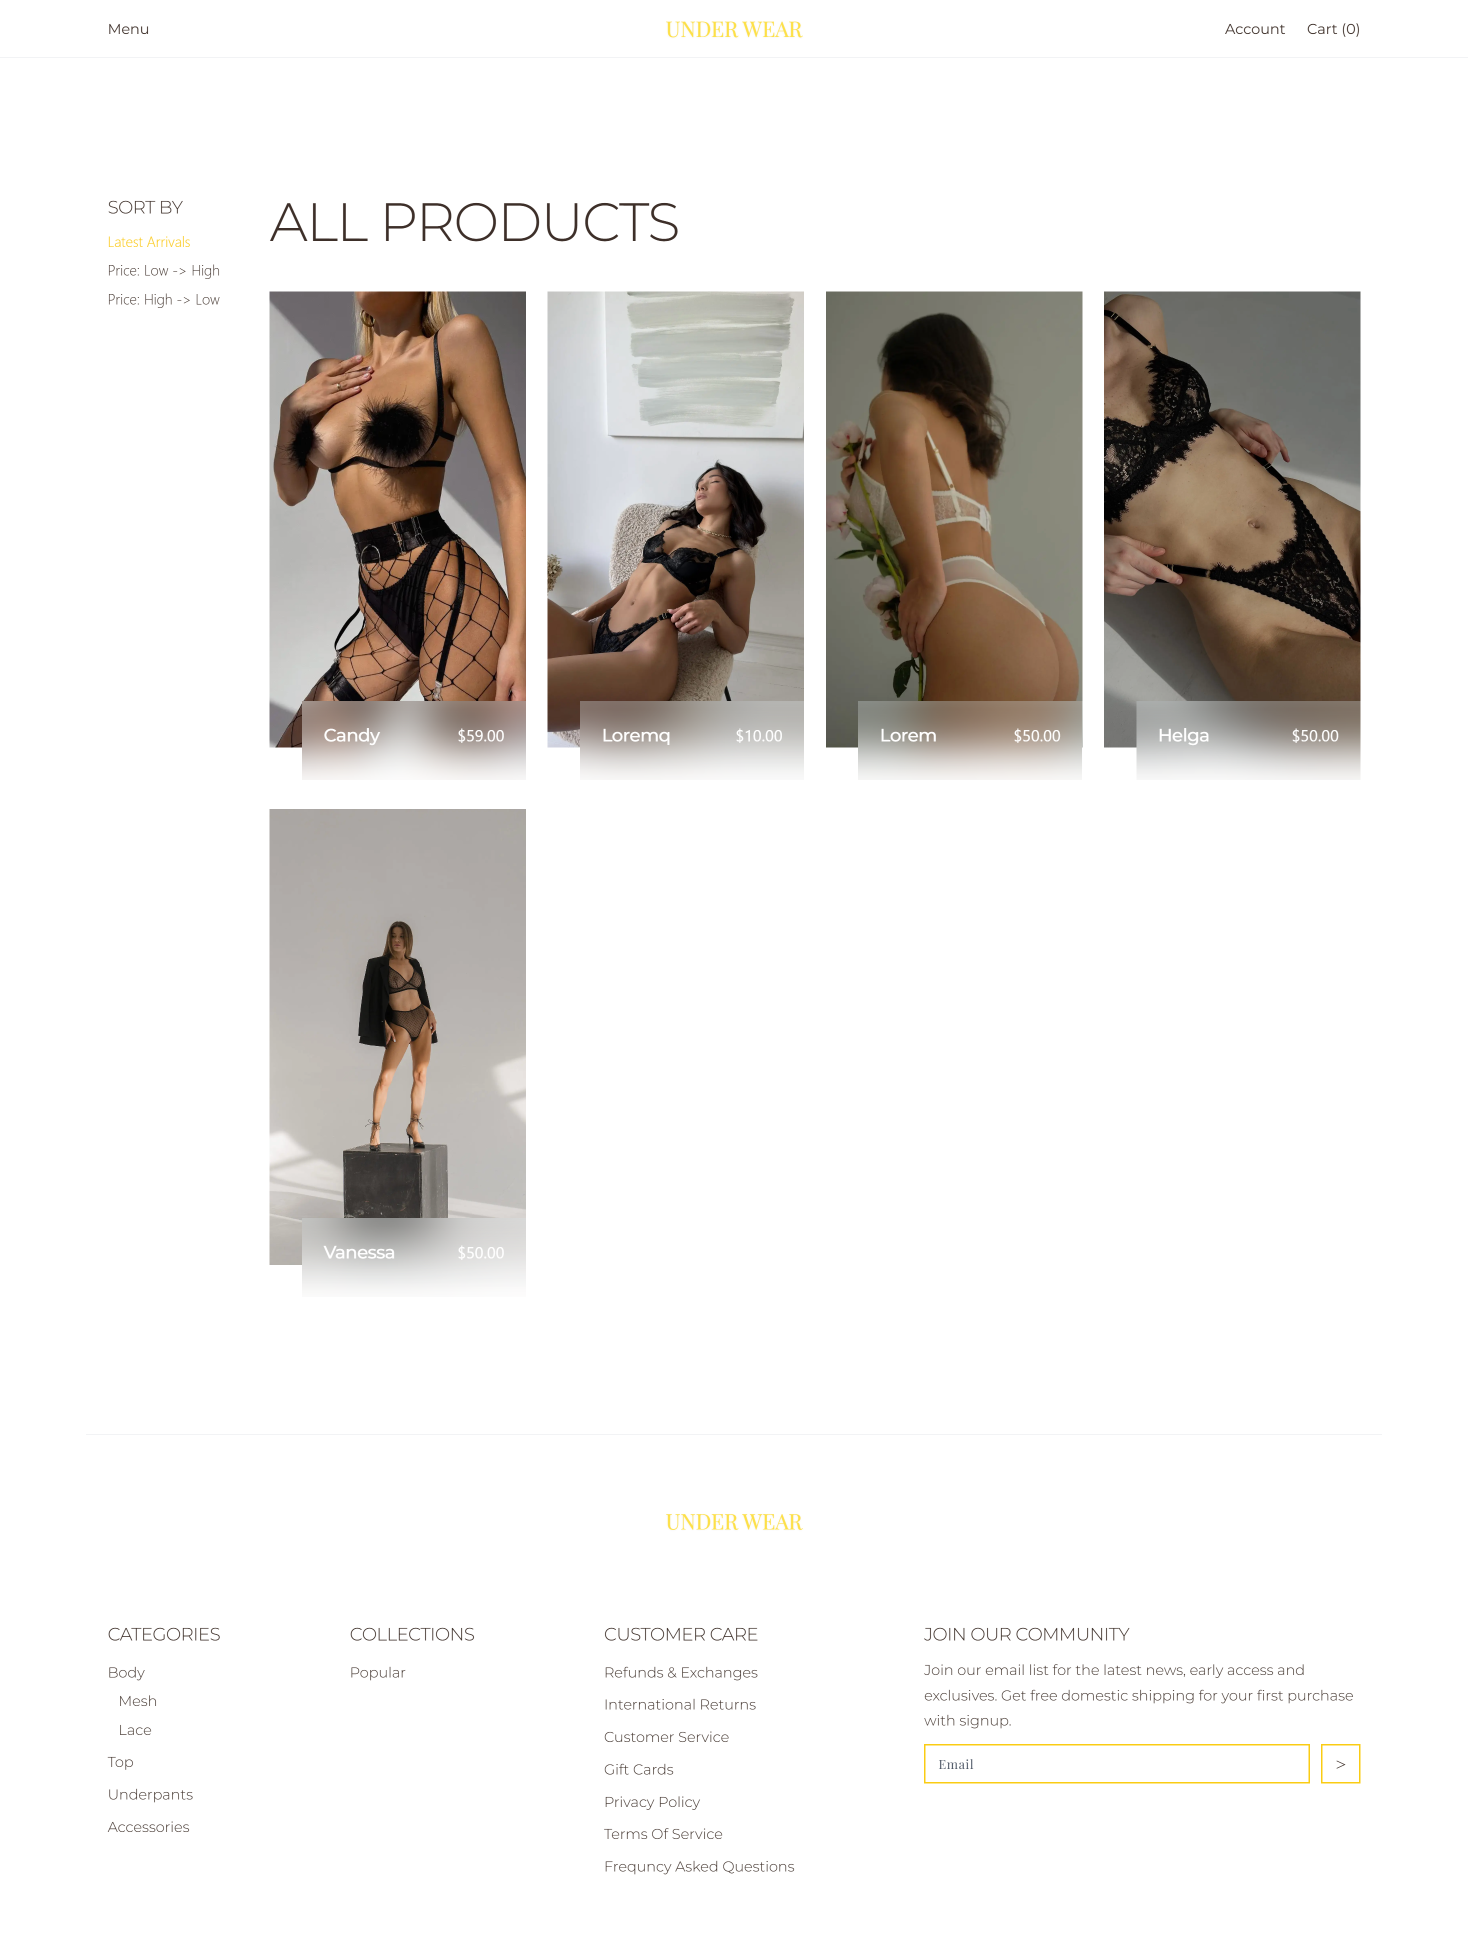 Menu
UNDER WEAR
Account
Cart (0)
SORT BY
Latest Arrivals
Price: Low -> High
Price: High -> Low
ALL PRODUCTS
Candy
$59.00
Loremq
$10.00
Lorem
$50.00
Helga
$50.00
Vanessa
$50.00
UNDER WEAR
CATEGORIES
Body
Mesh
Lace
Top
Underpants
Accessories
COLLECTIONS
Popular
CUSTOMER CARE
Refunds & Exchanges
International Returns
Customer Service
Gift Cards
Privacy Policy
Terms Of Service
Frequncy Asked Questions
JOIN OUR COMMUNITY
Join our email list for the latest news, early access and
exclusives. Get free domestic shipping for your first purchase
with signup.
Email
>